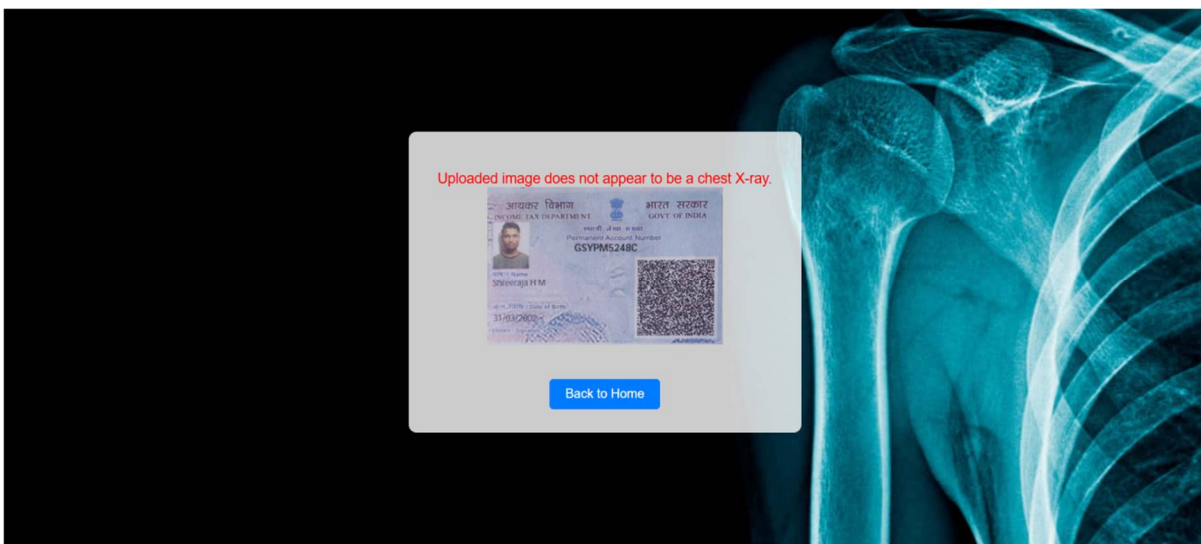 Uploaded image does not appear to be a chest X-ray.
आयकर विभाग
INCOME TAX DEPARTMENT
भारत सरकार
GOVT OF INDIA
Permanent Account Number
GSYPM5248C
Name
Shreeraja H M
Date of Birth
31/03/2002
Back to Home